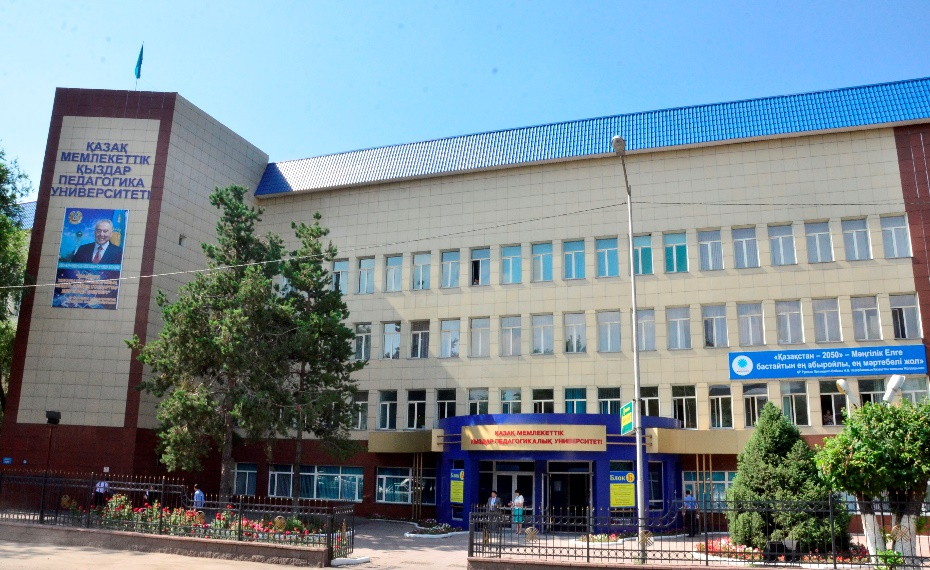 ҚАЗАҚ
МЕМЛЕКЕТТІК
ҚЫЗДАР
ПЕДАГОГИКА
УНИВЕРСИТЕТІ
«Қазақстан – 2050» – Мәңгілік Елге
бастайтын ең абыройлы, ең мәртебелі жол»
ҚАЗАҚ МЕМЛЕКЕТТІК
ҚЫЗДАР ПЕДАГОГИКАЛЫҚ УНИВЕРСИТЕТІ
Блок Б